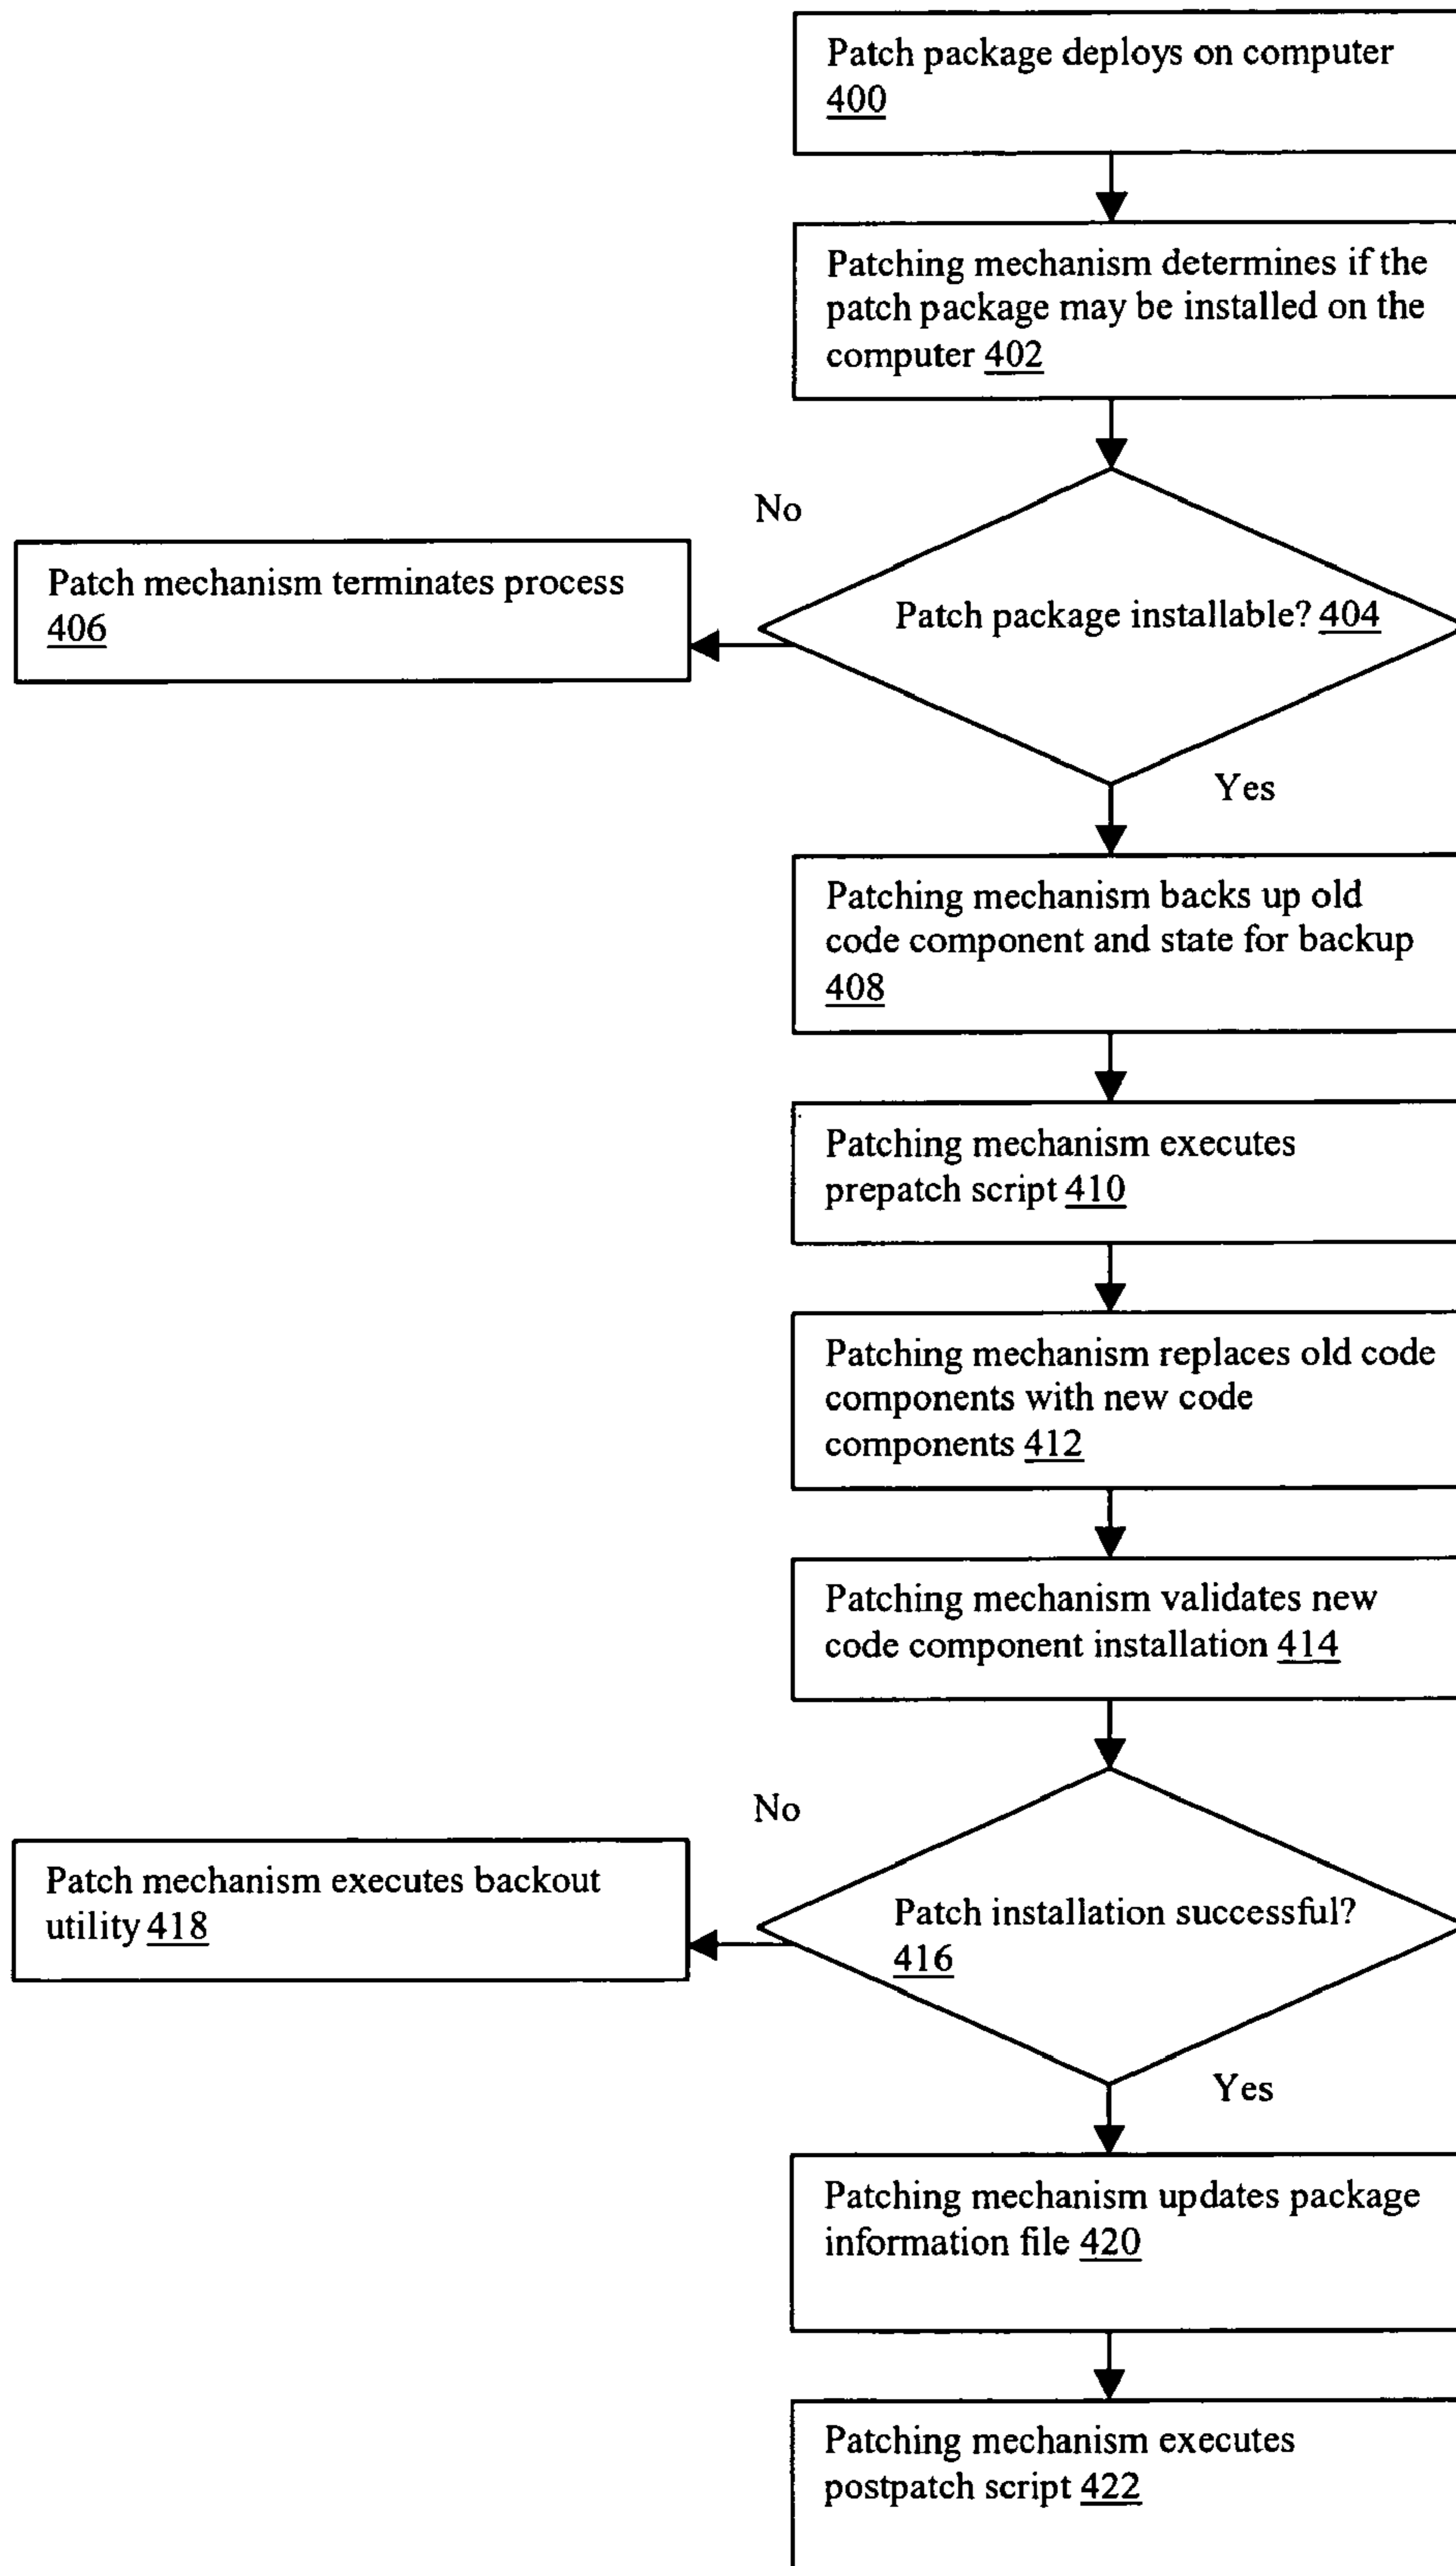 Patch package deploys on computer
400
Patching mechanism determines if the
patch package may be installed on the
computer 402
No
Patch mechanism terminates process
406
Patch package installable? 404
Yes
Patching mechanism backs up old
code component and state for backup
408
Patching mechanism executes
prepatch script 410
Patching mechanism replaces old code
components with new code
components 412
Patching mechanism validates new
code component installation 414
No
Patch mechanism executes backout
utility 418
Patch installation successful?
416
Yes
Patching mechanism updates package
information file 420
Patching mechanism executes
postpatch script 422